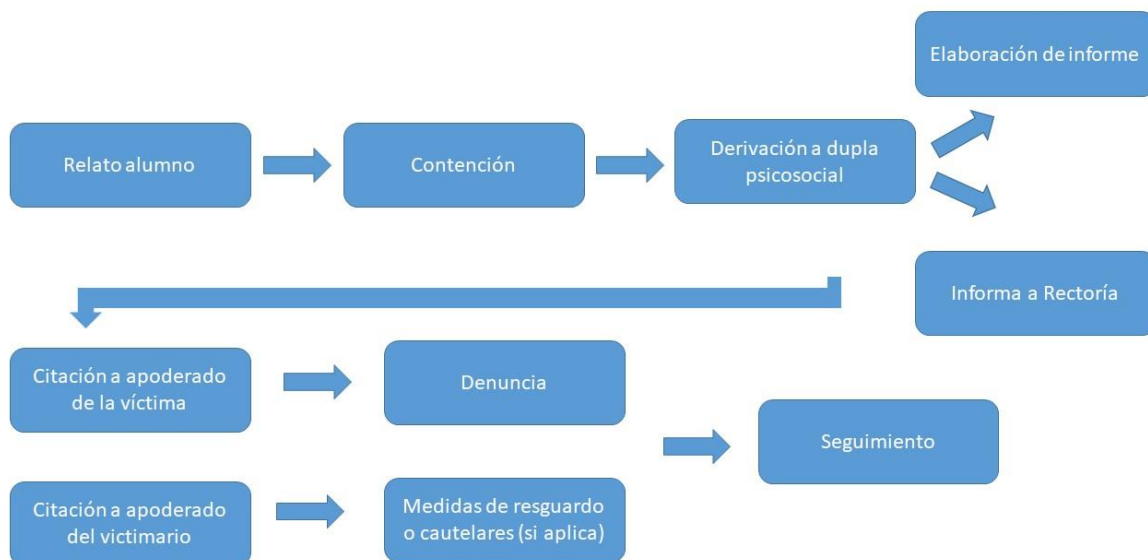 Relato alumno
Contención
Derivación a dupla
psicosocial
Elaboración de informe
Informa a Rectoría
Citación a apoderado
de la víctima
Denuncia
Citación a apoderado
del victimario
Medidas de resguardo
o cautelares (si aplica)
Seguimiento